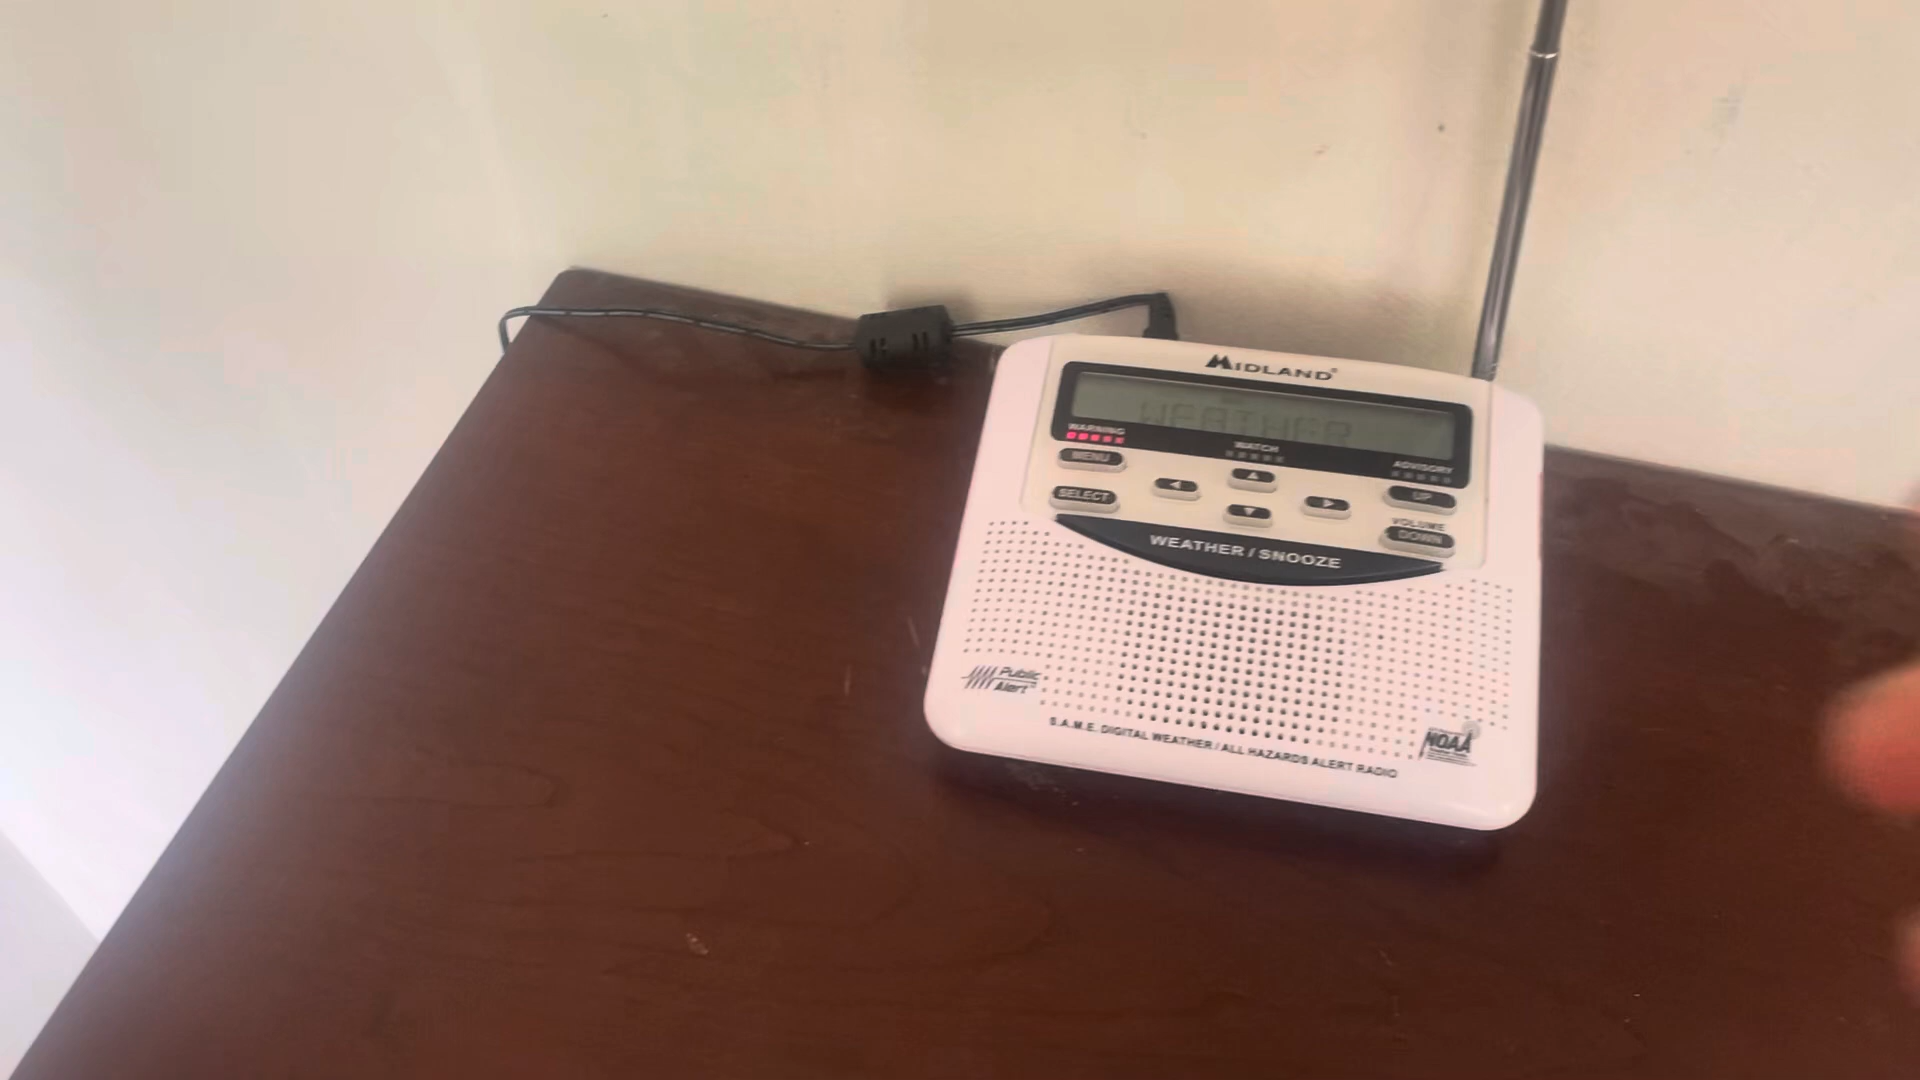 MIDLAND
WEATHER
WARNING
WATCH
ADVISORY
MENU
SELECT
UP
VOLUME
DOWN
WEATHER / SNOOZE
Public
Alert
S.A.M.E. DIGITAL WEATHER / ALL HAZARDS ALERT RADIO
NOAA